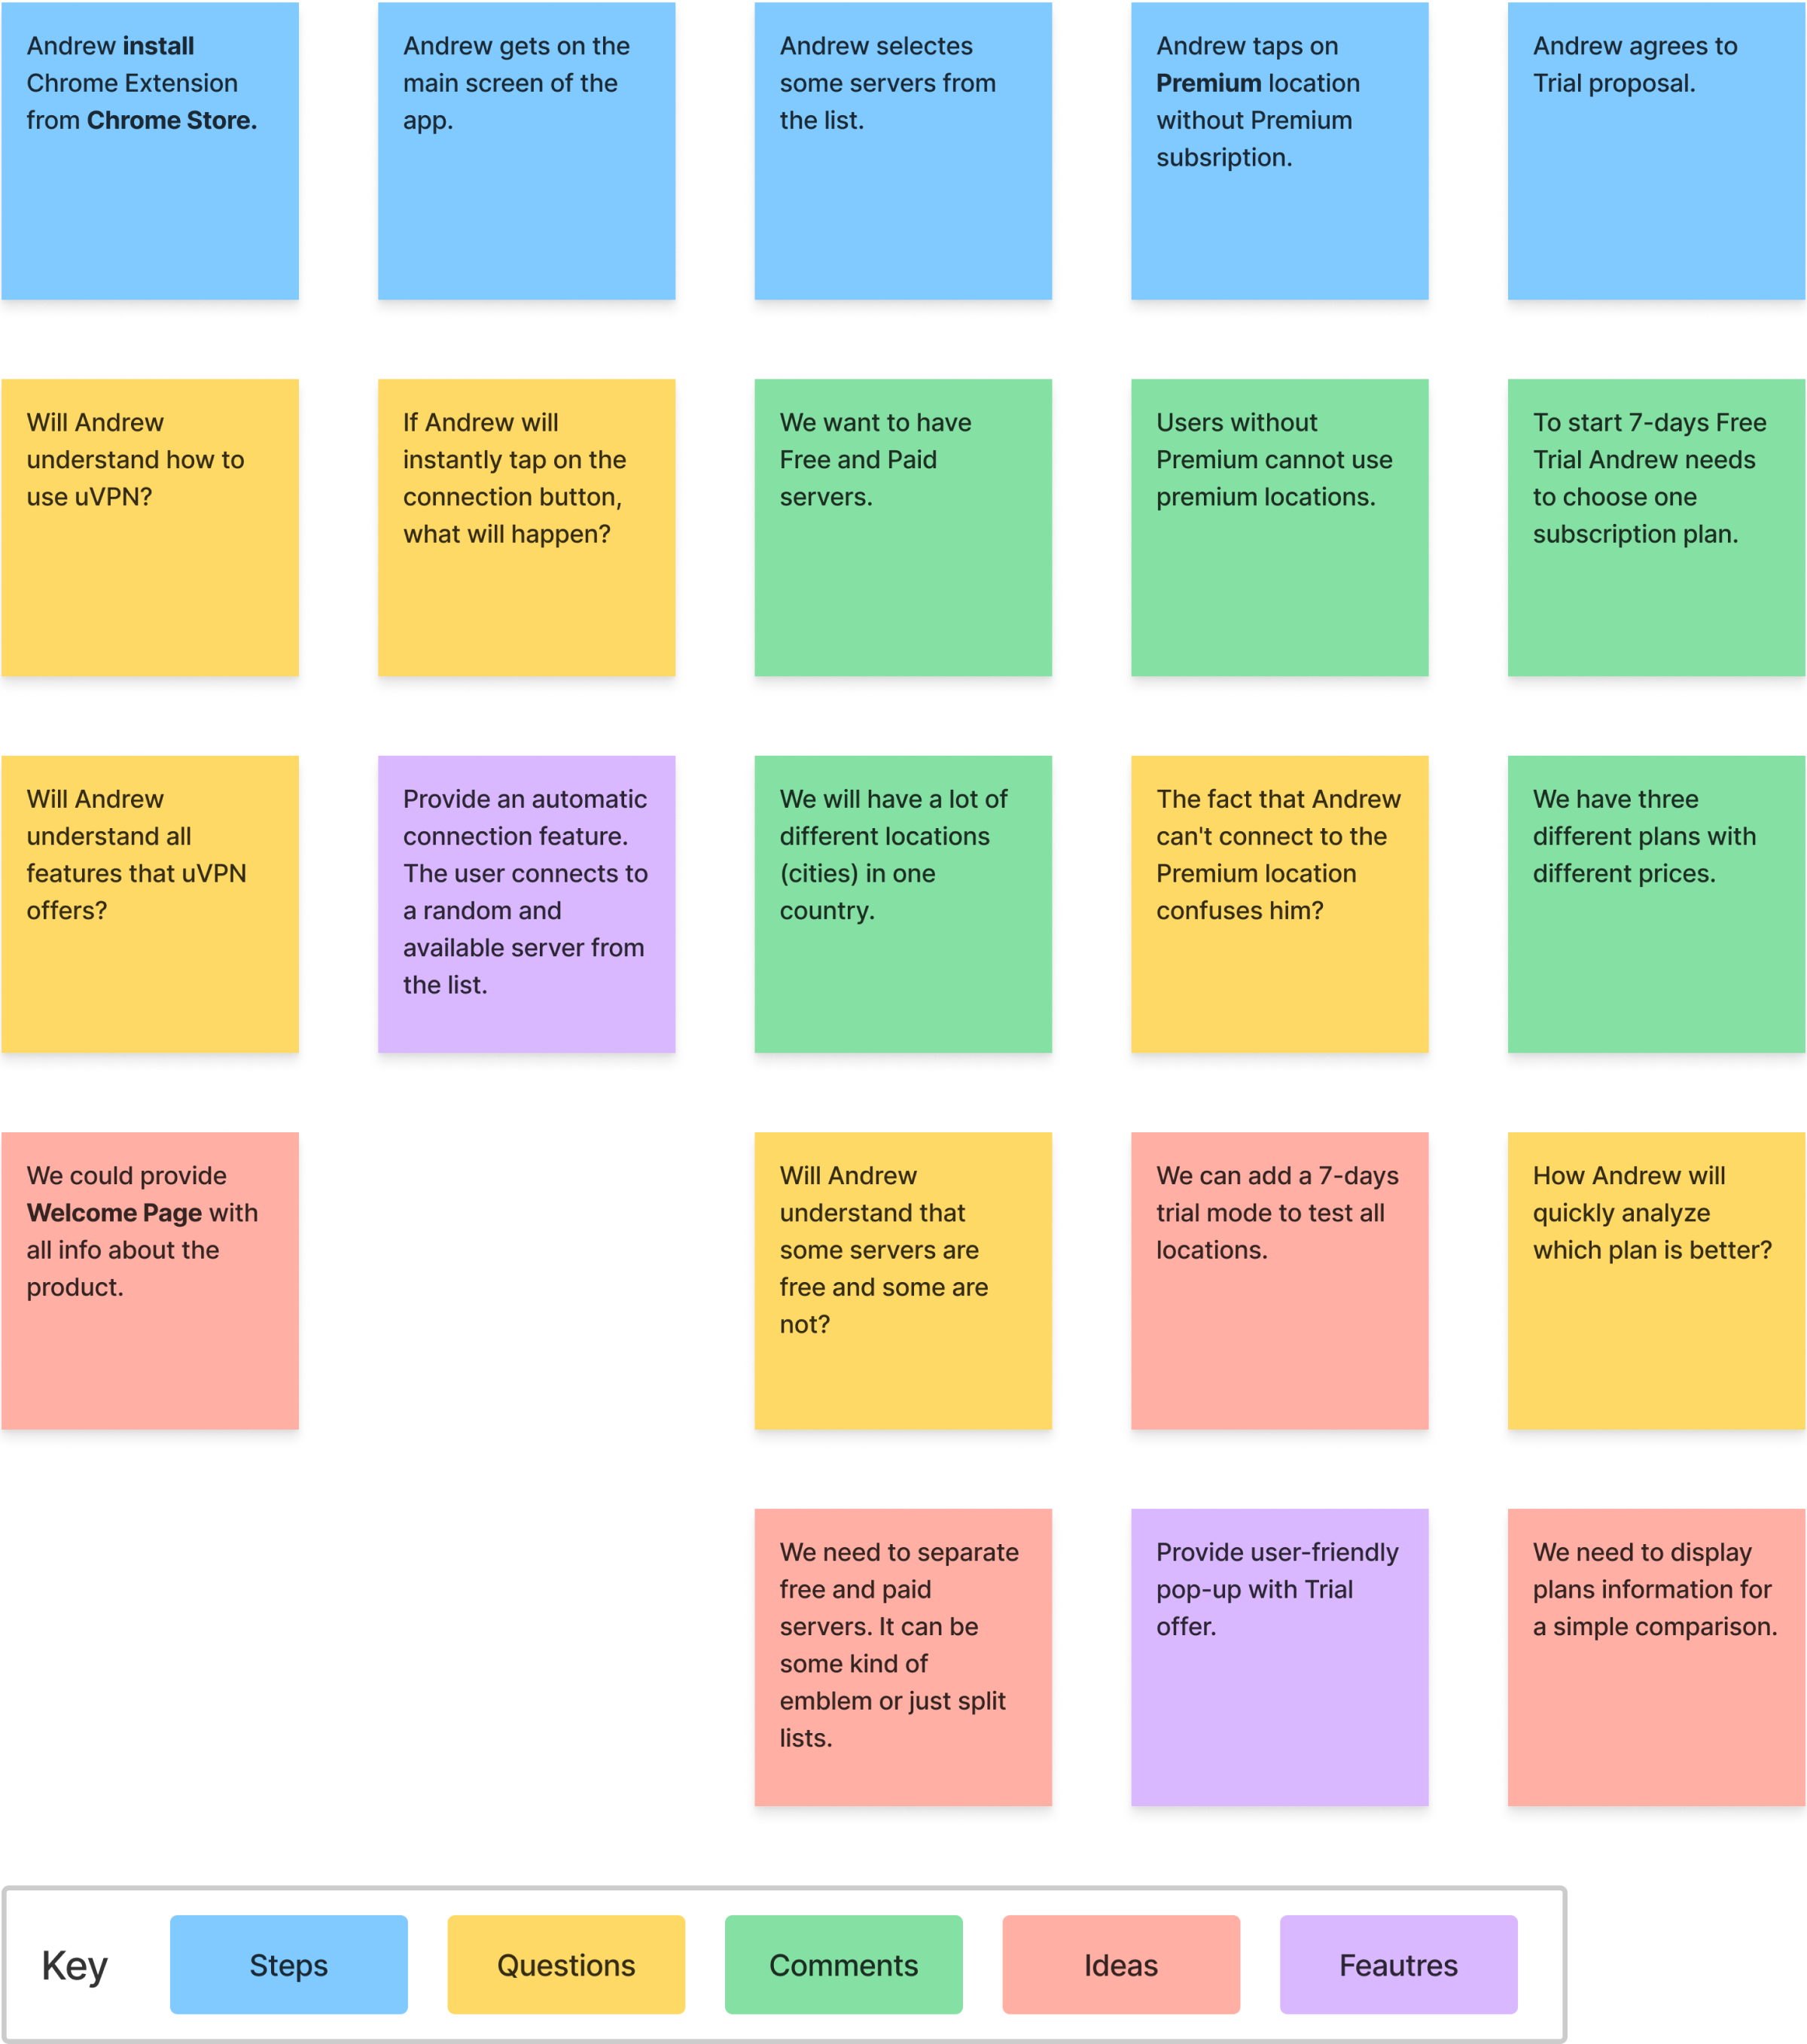 Andrew install
Chrome Extension
from Chrome Store.
Andrew gets on the
main screen of the
app.
Andrew selectes
some servers from
the list.
Andrew taps on
Premium location
without Premium
subsription.
Andrew agrees to
Trial proposal.
Will Andrew
understand how to
use uVPN?
If Andrew will
instantly tap on the
connection button,
what will happen?
We want to have
Free and Paid
servers.
Users without
Premium cannot use
premium locations.
To start 7-days Free
Trial Andrew needs
to choose one
subscription plan.
Will Andrew
understand all
features that uVPN
offers?
Provide an automatic
connection feature.
The user connects to
a random and
available server from
the list.
We will have a lot of
different locations
(cities) in one
country.
The fact that Andrew
can't connect to the
Premium location
confuses him?
We have three
different plans with
different prices.
We could provide
Welcome Page with
all info about the
product.
Will Andrew
understand that
some servers are
free and some are
not?
We can add a 7-days
trial mode to test all
locations.
How Andrew will
quickly analyze
which plan is better?
We need to separate
free and paid
servers. It can be
some kind of
emblem or just split
lists.
Provide user-friendly
pop-up with Trial
offer.
We need to display
plans information for
a simple comparison.
Key
Steps
Questions
Comments
Ideas
Feautres